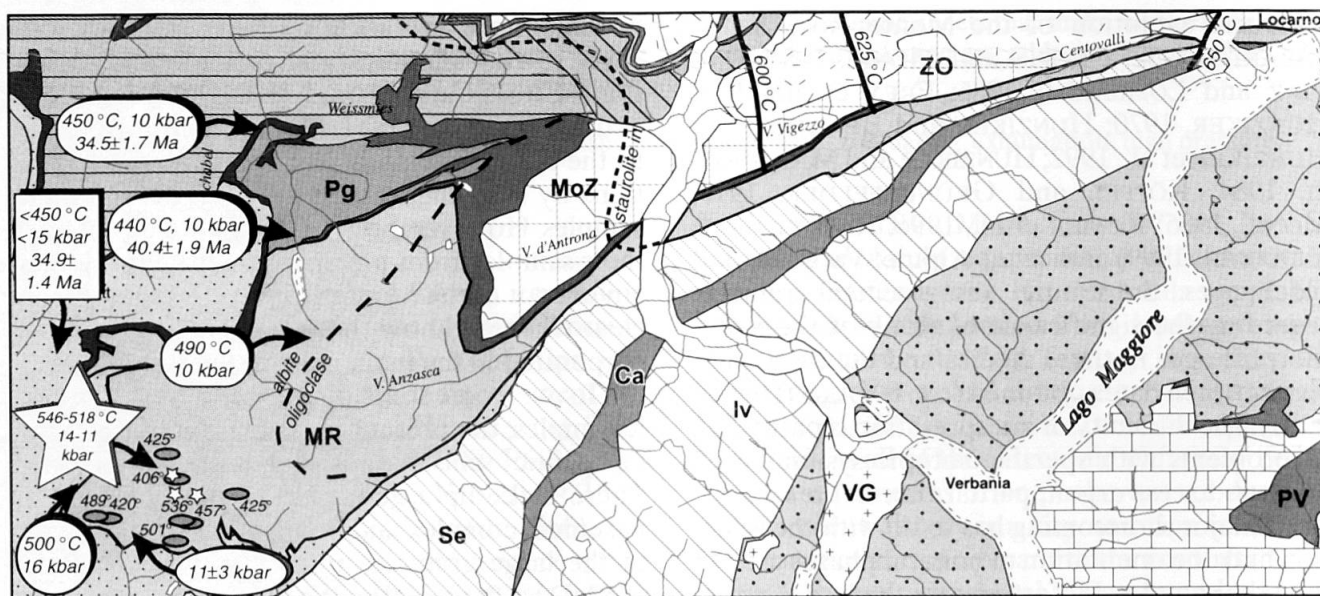 Locarno
450 °C, 10 kbar
34.5±1.7 Ma
Weissmies
600 °C
625 °C
ZO
Centovalli
650 °C
V. Vigezzo
chabel
Pg
MoZ
staurolite in
<450 °C
<15 kbar
34.9±
1.4 Ma
440 °C, 10 kbar
40.4±1.9 Ma
V. d'Antrona
490 °C
10 kbar
albite
oligoclase
V. Anzasca
Ca
Iv
Lago Maggiore
546-518 °C
14-11
kbar
MR
425°
406°
489°
420°
536°
457°
425°
501°
Se
VG
Verbania
PV
500 °C
16 kbar
11±3 kbar